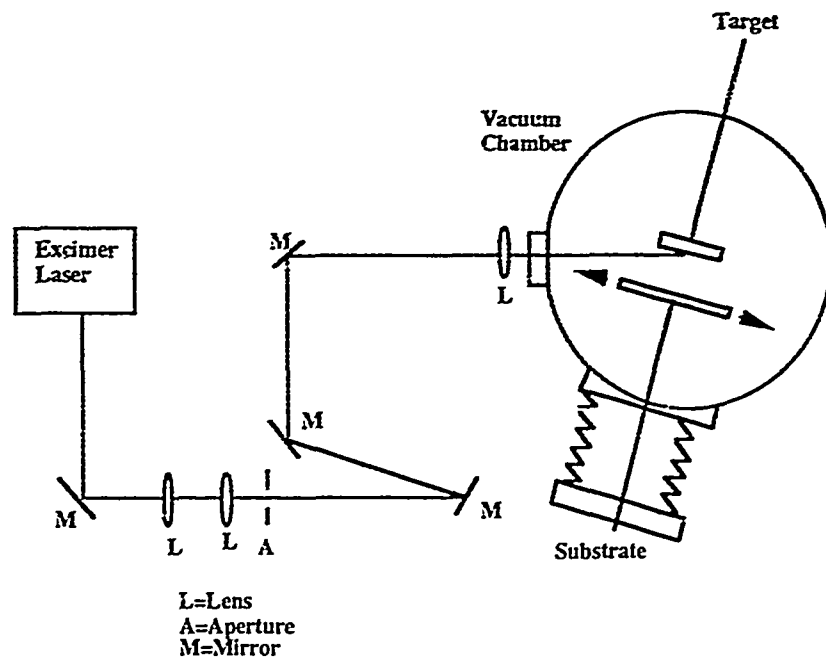 Target
Vacuum
Chamber
Excimer
Laser
M
L
M
M
M
L
L
A
Substrate
L=Lens
A=Aperture
M=Mirror